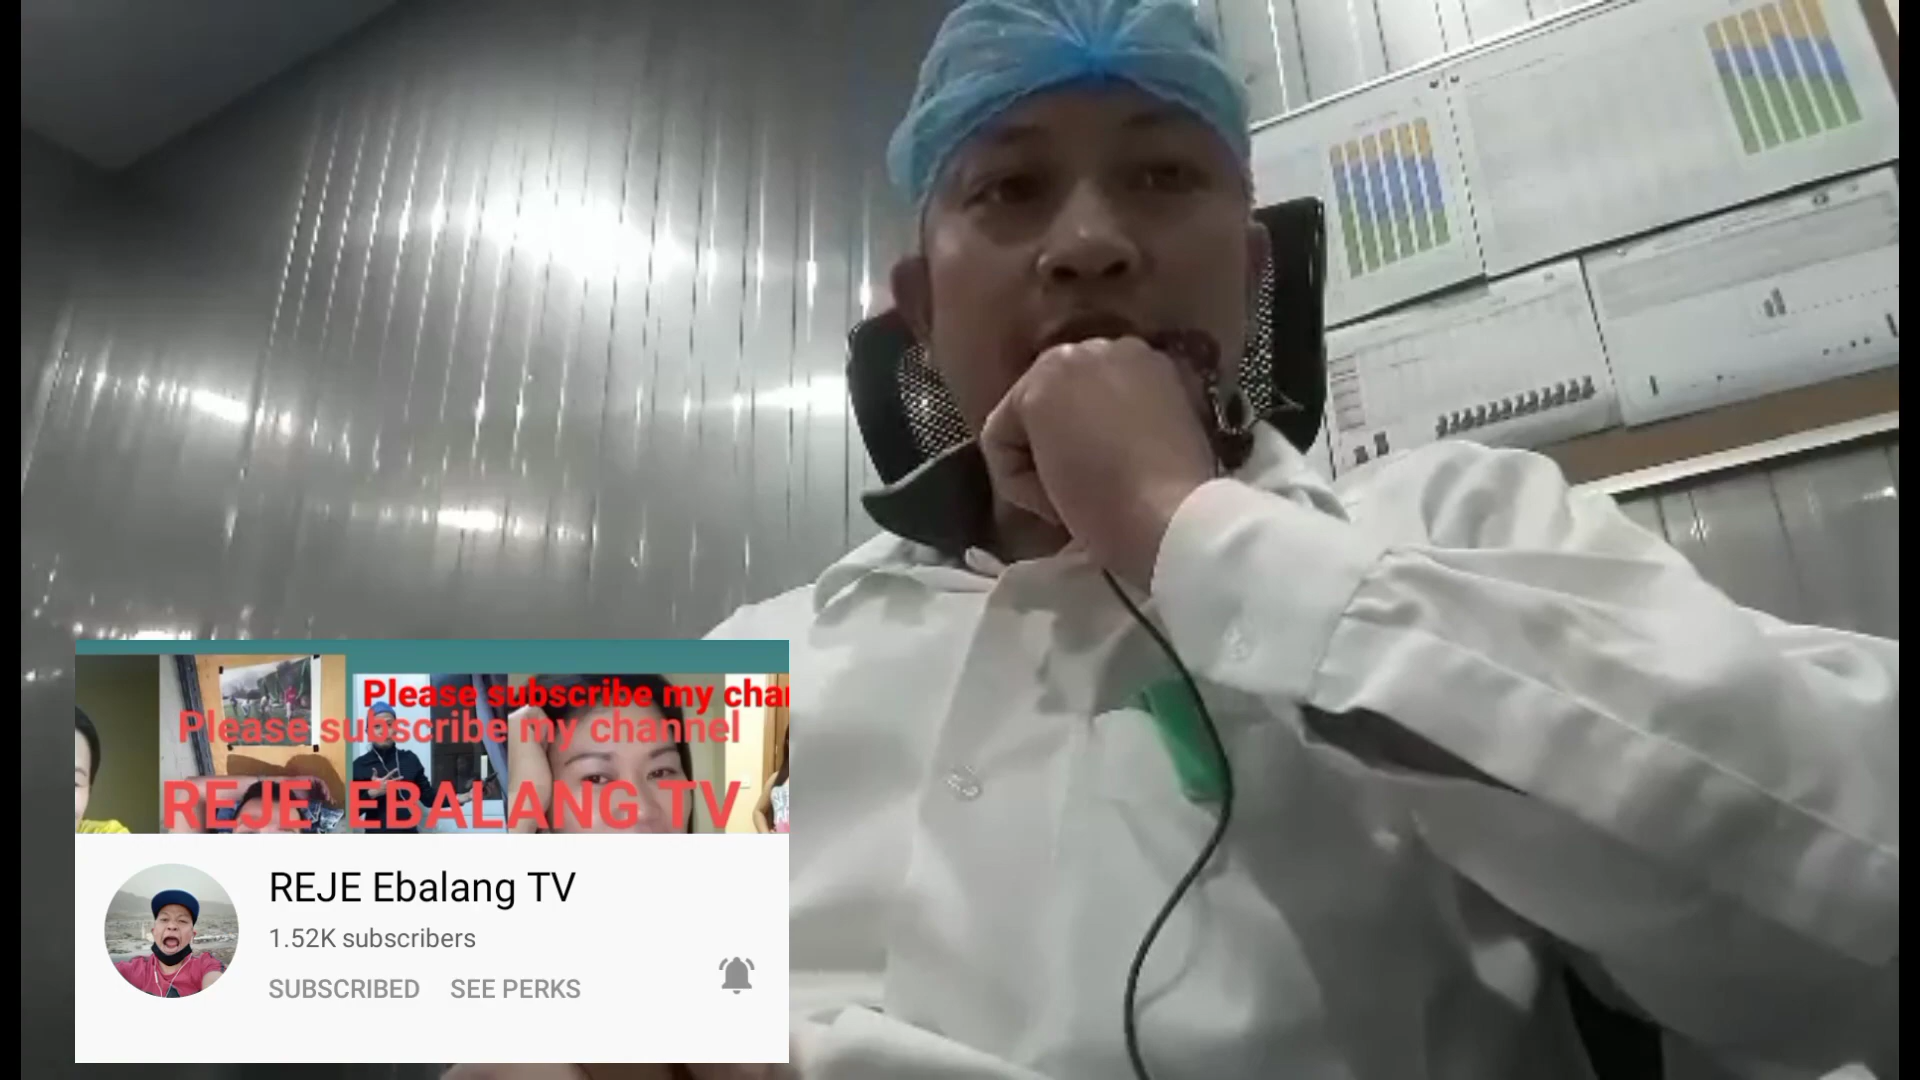 Please subscribe my chan
Please subscribe my channel
REJE EBALANG TV
REJE Ebalang TV
1.52K subscribers
SUBSCRIBED SEE PERKS